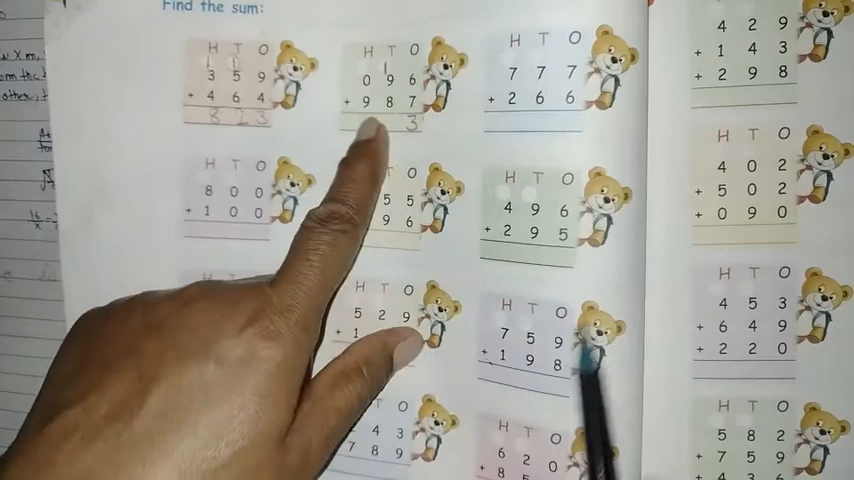 Find the sum:
H T O
1 1
3 5 9
+ 4 6 4
8 2 3
H T O
1
0 9 6
+ 9 8 7
3
H T O
7 7 7
+ 2 6 6
4 2 9
+ 1 4 3
+ 2 9 8
H T O
8 0 0
+ 1 0 0
T O
5 5
9 6
H T O
4 9 6
+ 2 9 5
H T O
4 0 2
+ 5 0 2
+ 0 9 0
H T O
H T O
5 2 9
+ 1
H T O
7 5 9
+ 1 9 8
H T O
4 5 3
+ 6 4 9
+ 2 2 0
T O
4 3
7 8 9
H T O
6 2 0
+ 8 5
H T O
5 8 2
+ 7 5 9
+ 4 3 6